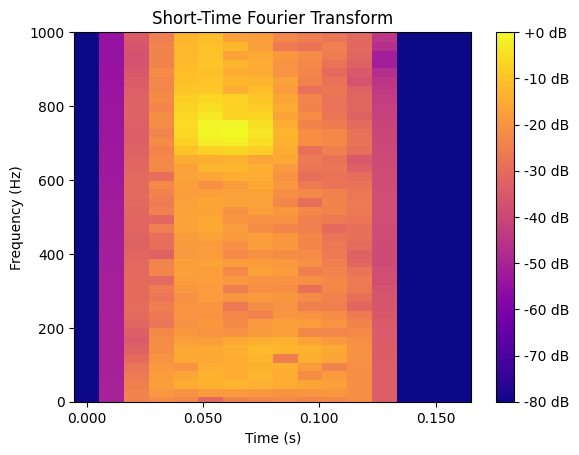 Short-Time Fourier Transform
1000
800
600
400
200
0
Frequency (Hz)
0.000
0.050
0.100
0.150
Time (s)
+0 dB
-10 dB
-20 dB
-30 dB
-40 dB
-50 dB
-60 dB
-70 dB
-80 dB